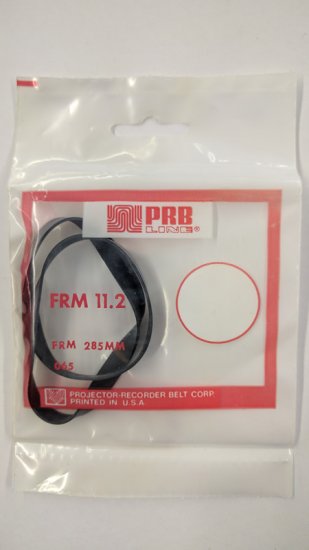 PRB
LINE®
FRM 11.2
FRM 285MM
065
PROJECTOR-RECORDER BELT CORP.
PRINTED IN U.S.A.